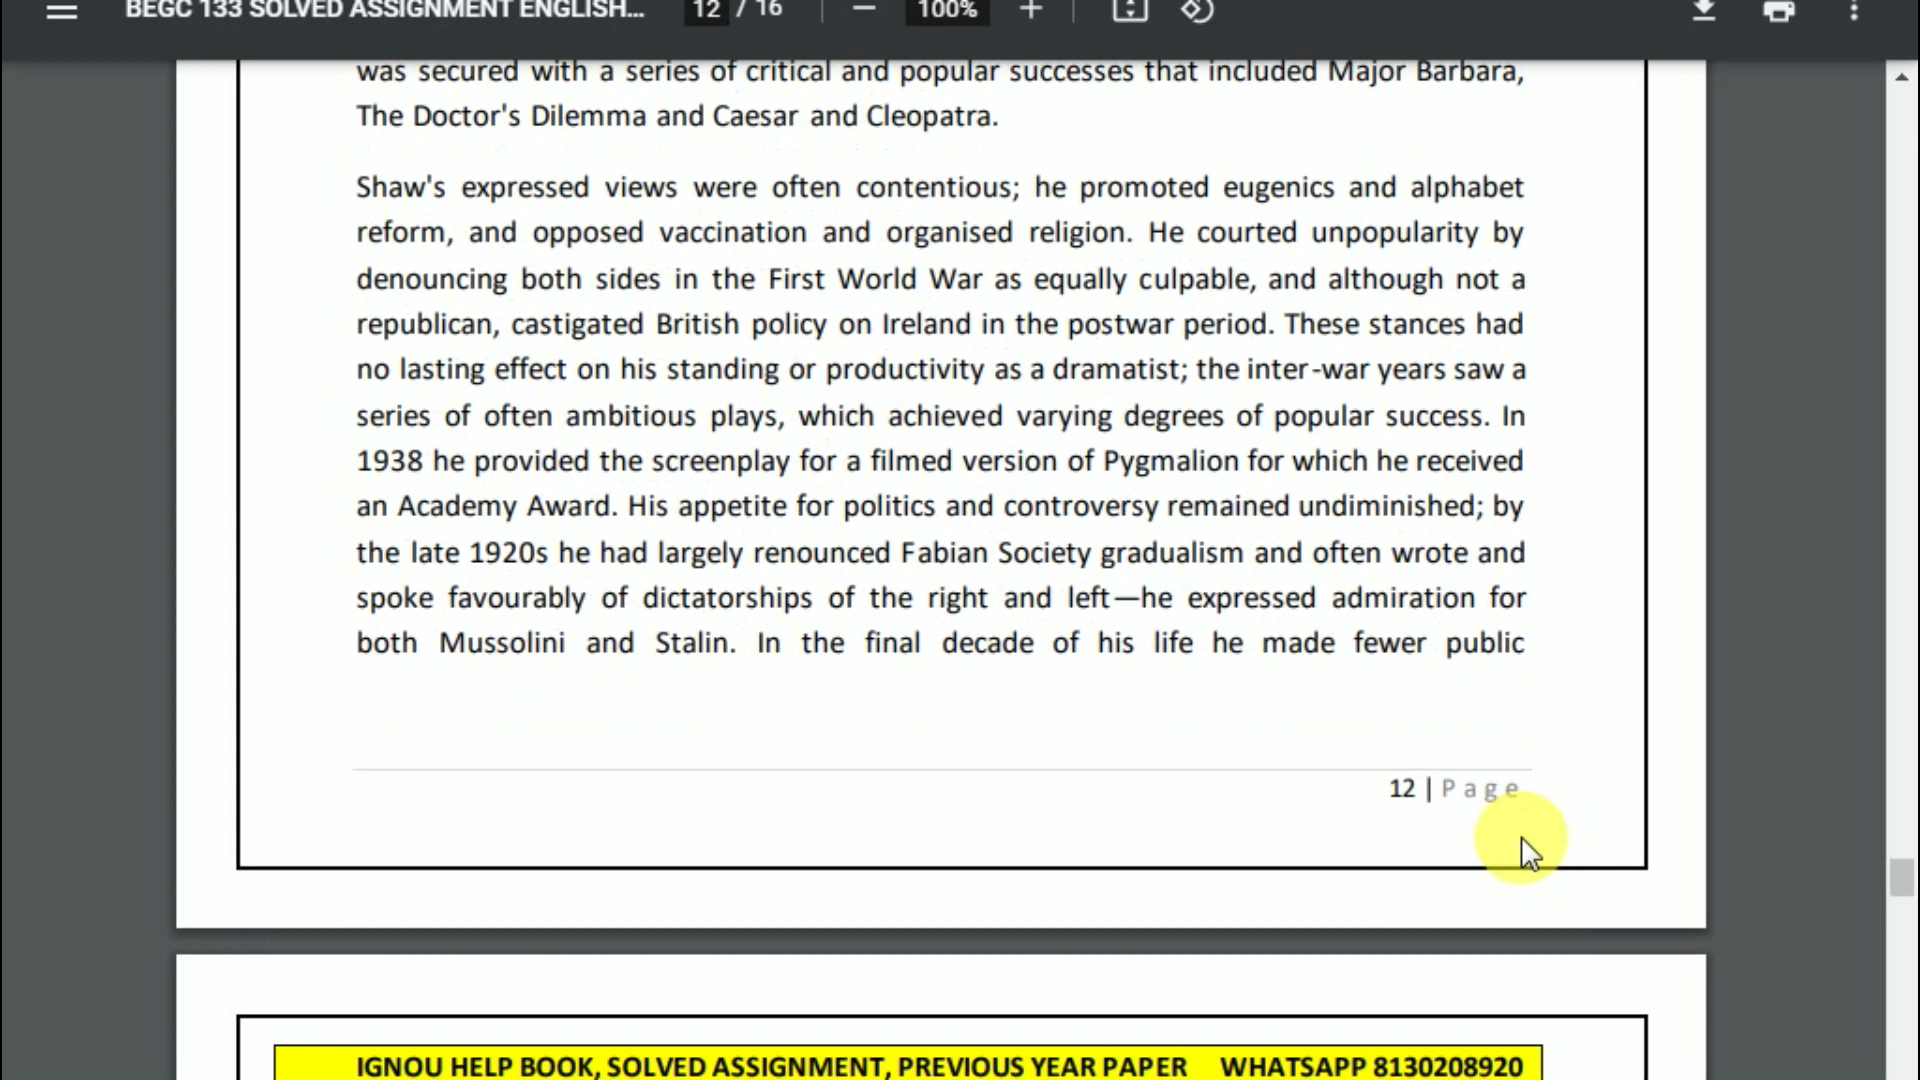 BEGC 133 SOLVED ASSIGNMENT ENGLISH... 12 / 16 100%
was secured with a series of critical and popular successes that included Major Barbara,
The Doctor's Dilemma and Caesar and Cleopatra.
Shaw's expressed views were often contentious; he promoted eugenics and alphabet
reform, and opposed vaccination and organised religion. He courted unpopularity by
denouncing both sides in the First World War as equally culpable, and although not a
republican, castigated British policy on Ireland in the postwar period. These stances had
no lasting effect on his standing or productivity as a dramatist; the inter-war years saw a
series of often ambitious plays, which achieved varying degrees of popular success. In
1938 he provided the screenplay for a filmed version of Pygmalion for which he received
an Academy Award. His appetite for politics and controversy remained undiminished; by
the late 1920s he had largely renounced Fabian Society gradualism and often wrote and
spoke favourably of dictatorships of the right and left—he expressed admiration for
both Mussolini and Stalin. In the final decade of his life he made fewer public
12 | Page
IGNOU HELP BOOK, SOLVED ASSIGNMENT, PREVIOUS YEAR PAPER WHATSAPP 8130208920